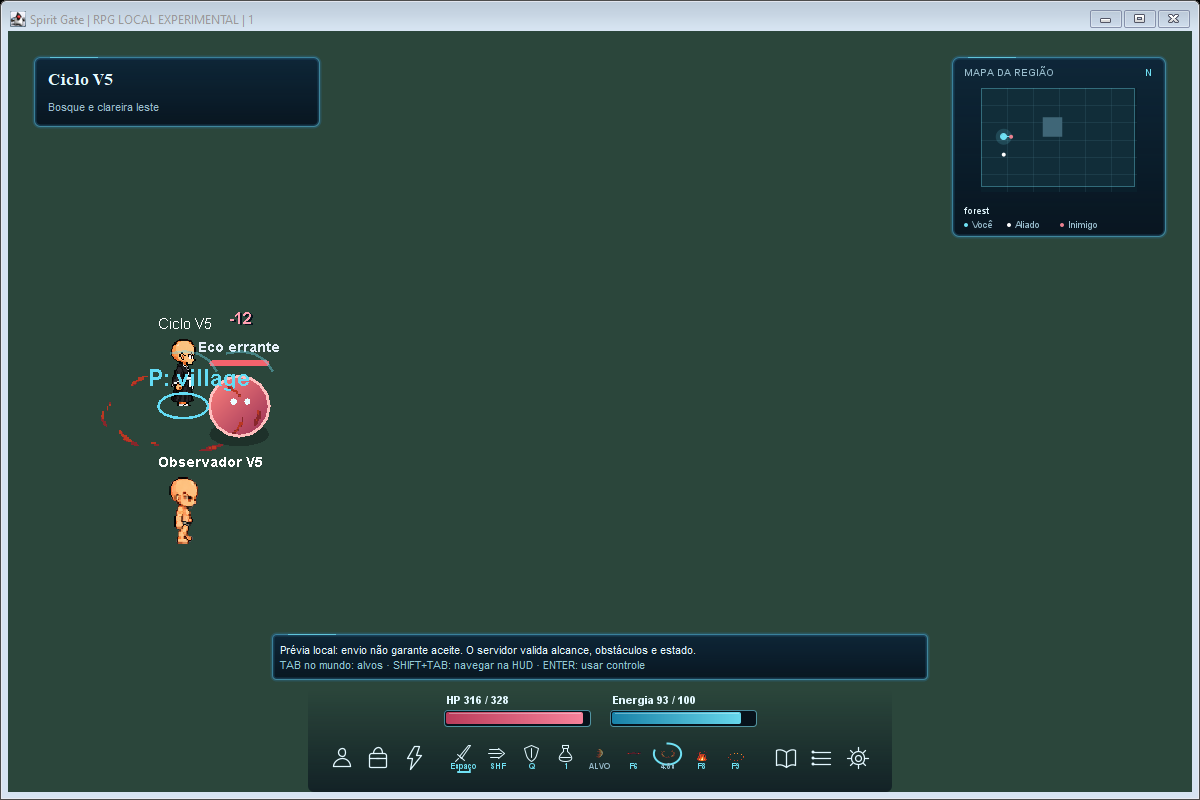 Spirit Gate | RPG LOCAL EXPERIMENTAL | 1
Ciclo V5
Bosque e clareira leste
MAPA DA REGIÃO
N
forest
Você
Aliado
Inimigo
Ciclo V5
-12
Eco errante
P: village
Observador V5
Prévia local: envio não garante aceite. O servidor valida alcance, obstáculos e estado.
TAB no mundo: alvos · SHIFT+TAB: navegar na HUD · ENTER: usar controle
HP 316 / 328
Energia 93 / 100
Espaço
SHF
Q
1
ALVO
F6
F8
F9